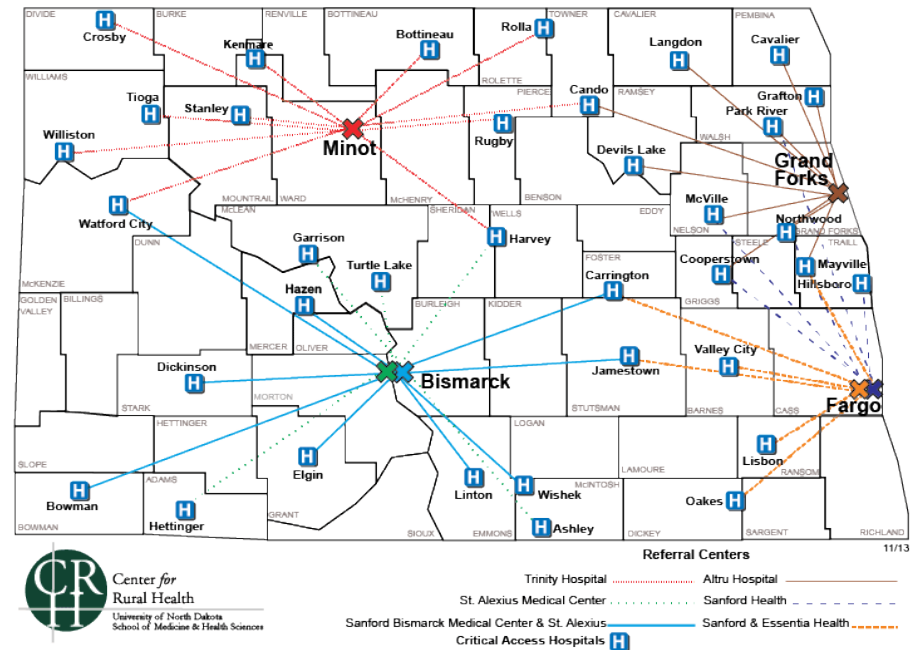 DIVIDE
BURKE
RENVILLE
BOTTINEAU
TOWNER
CAVALIER
PEMBINA
Crosby
Kenmare
Bottineau
Rolla
Langdon
Cavalier
WILLIAMS
ROLETTE
Tioga
Stanley
PIERCE
Cando
RAMSEY
Grafton
Park River
Williston
Minot
Rugby
WALSH
Devils Lake
Grand
Forks
MOUNTRAIL
WARD
McHENRY
BENSON
McVille
Northwood
Watford City
McLEAN
SHERIDAN
WELLS
EDDY
NELSON
GRAND FORKS
DUNN
Garrison
Harvey
STEELE
TRAILL
Turtle Lake
FOSTER
Cooperstown
Mayville
McKENZIE
Hazen
Carrington
Hillsboro
GOLDEN
VALLEY
BILLINGS
BURLEIGH
KIDDER
GRIGGS
MERCER
OLIVER
Dickinson
Bismarck
Jamestown
Valley City
MORTON
STARK
STUTSMAN
BARNES
CASS
Fargo
HETTINGER
LOGAN
SLOPE
Elgin
Lisbon
LAMOURE
RANSOM
ADAMS
Linton
Wishek
McINTOSH
Bowman
Oakes
Hettinger
GRANT
Ashley
BOWMAN
SIOUX
EMMONS
DICKEY
SARGENT
RICHLAND
11/13
Referral Centers
CRH
Center for
Rural Health
University of North Dakota
School of Medicine & Health Sciences
Trinity Hospital
Altru Hospital
St. Alexius Medical Center
Sanford Health
Sanford Bismarck Medical Center & St. Alexius
Sanford & Essentia Health
Critical Access Hospitals H